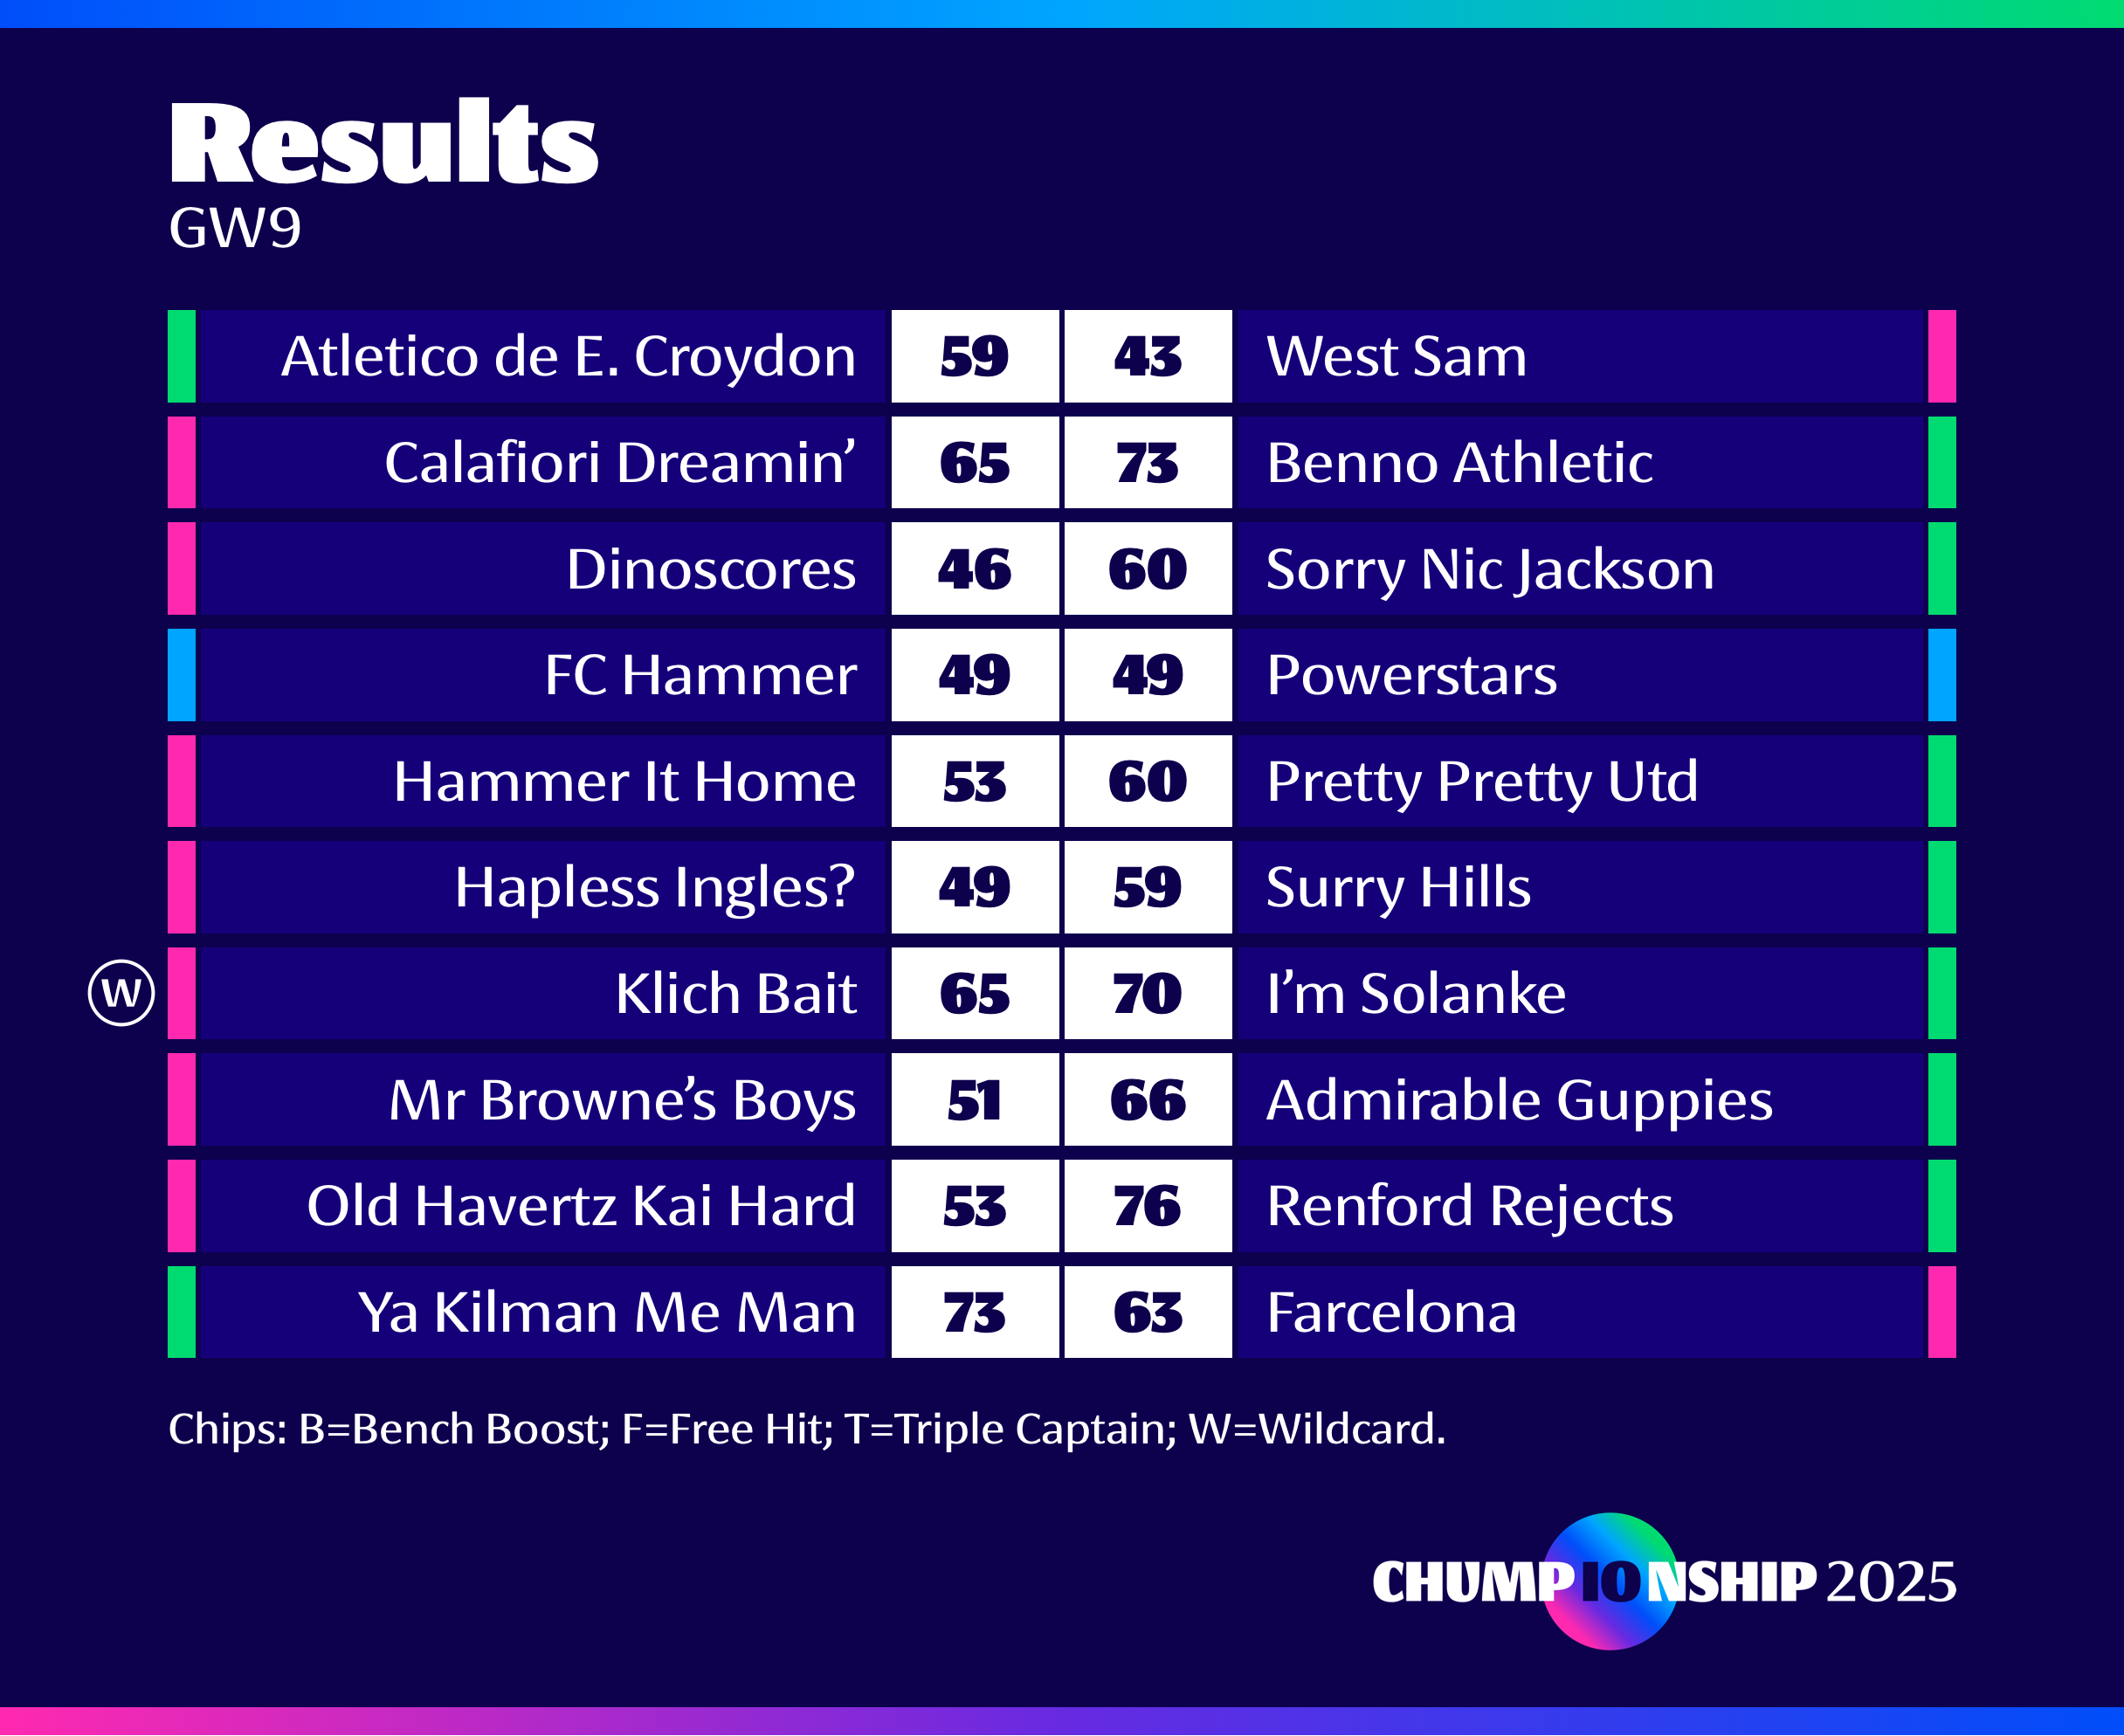 Results
GW9
Atletico de E. Croydon 59 43 West Sam
Calafiori Dreamin’ 65 73 Benno Athletic
Dinoscores 46 60 Sorry Nic Jackson
FC Hammer 49 49 Powerstars
Hammer It Home 53 60 Pretty Pretty Utd
Hapless Ingles? 49 59 Surry Hills
W Klich Bait 65 70 I’m Solanke
Mr Browne’s Boys 51 66 Admirable Guppies
Old Havertz Kai Hard 53 76 Renford Rejects
Ya Kilman Me Man 73 63 Farcelona
Chips: B=Bench Boost; F=Free Hit; T=Triple Captain; W=Wildcard.
CHUMPIONSHIP 2025